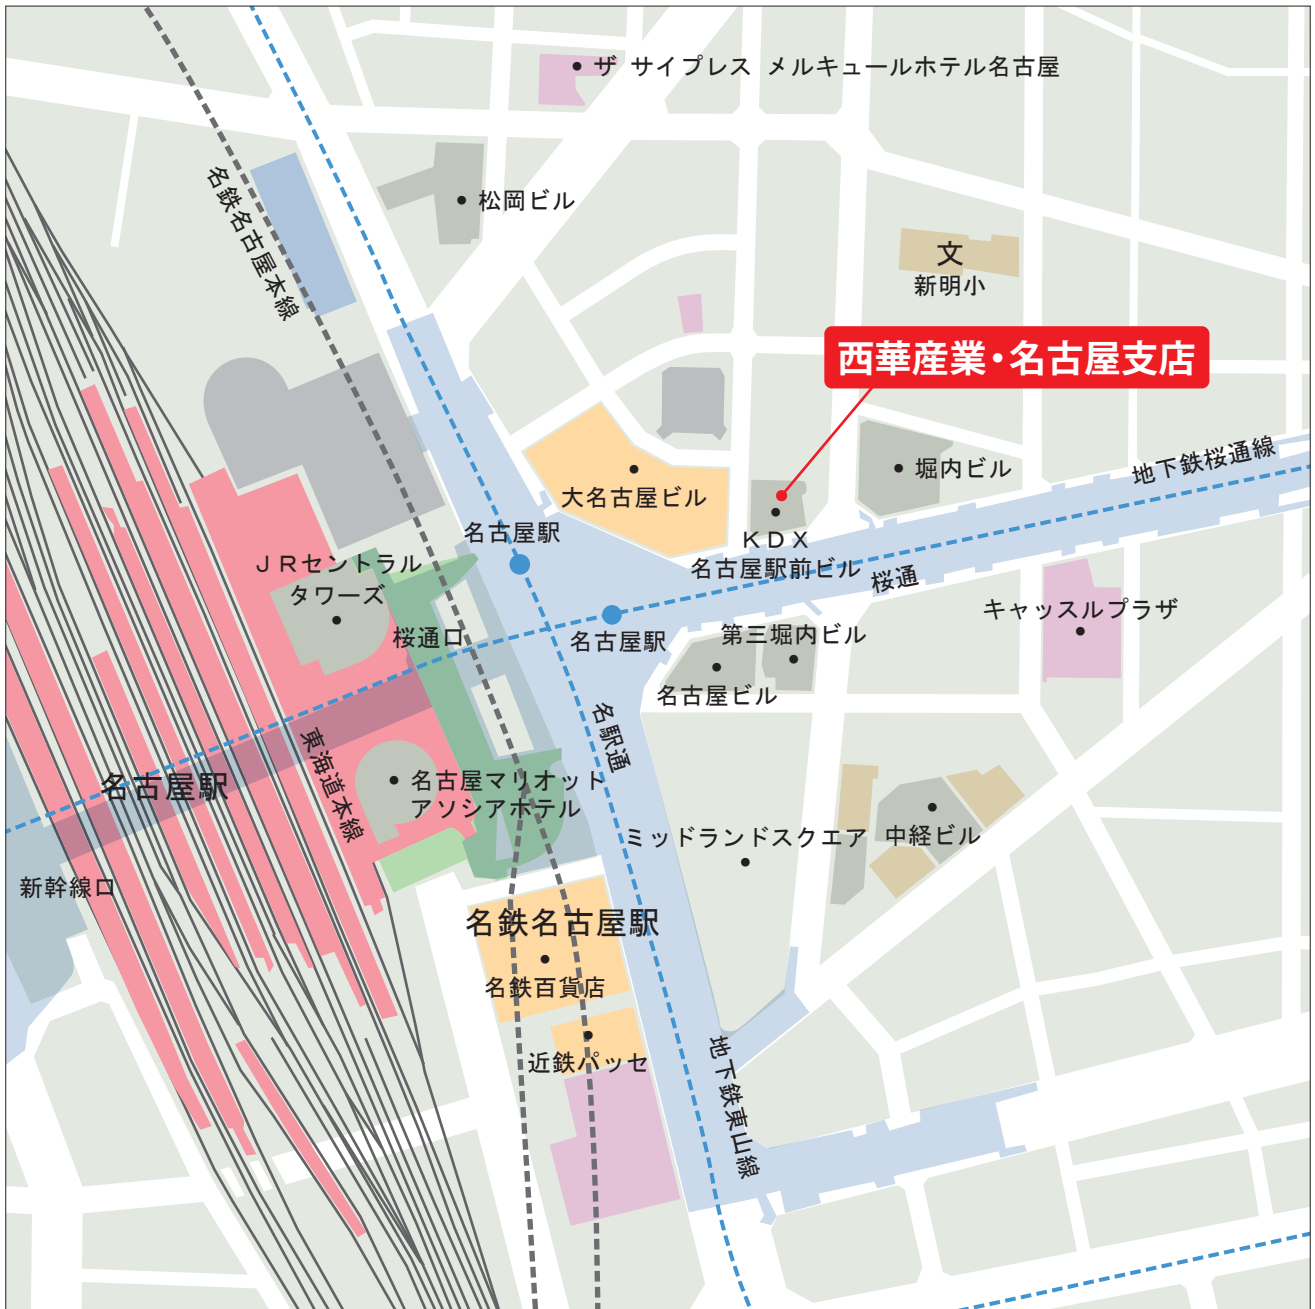 ザ サイプレス メルキュールホテル名古屋
松岡ビル
名鉄名古屋本線
文
新明小
西華産業・名古屋支店
堀内ビル
地下鉄桜通線
大名古屋ビル
名古屋駅
KDX
名古屋駅前ビル
桜通
JRセントラル
タワーズ
桜通口
名古屋駅
第三堀内ビル
キャッスルプラザ
名古屋ビル
名駅通
東海道本線
名古屋駅
名古屋マリオット
アソシアホテル
ミッドランドスクエア
中経ビル
新幹線口
名鉄名古屋駅
名鉄百貨店
近鉄パッセ
地下鉄東山線